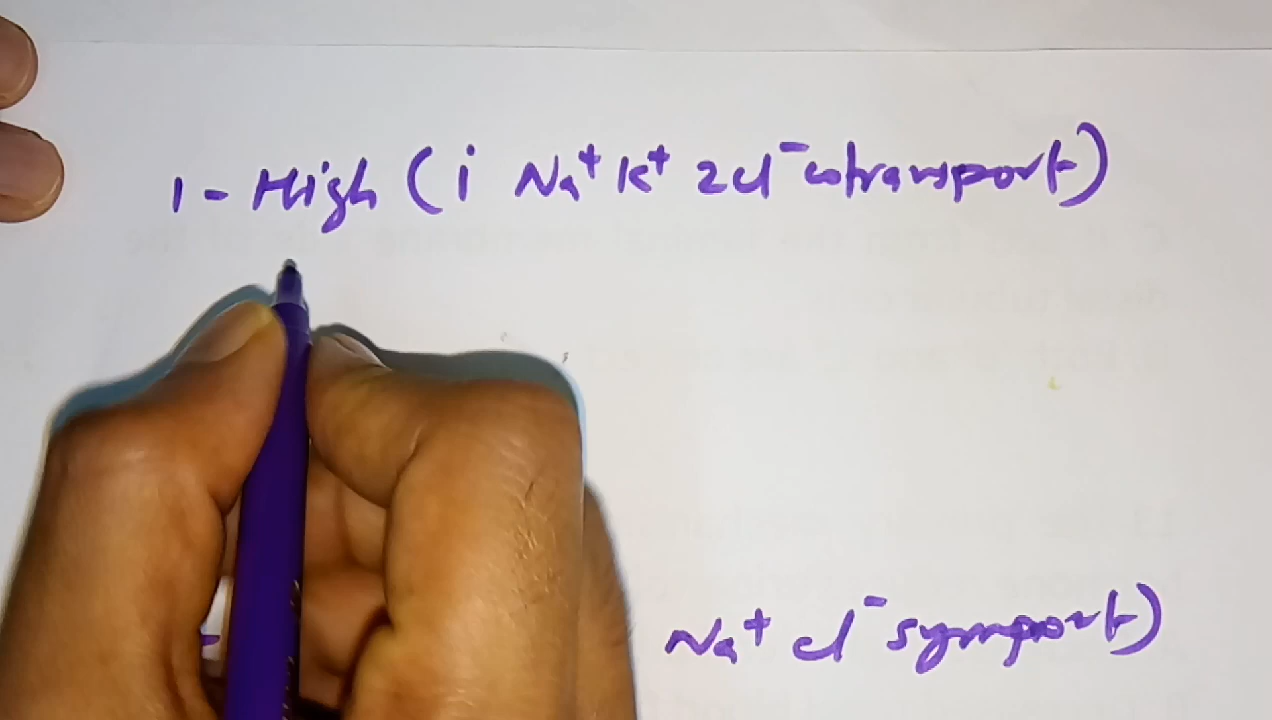 1 - High (i Na⁺ K⁺ 2Cl⁻ cotransport)
Na⁺ Cl⁻ symport)